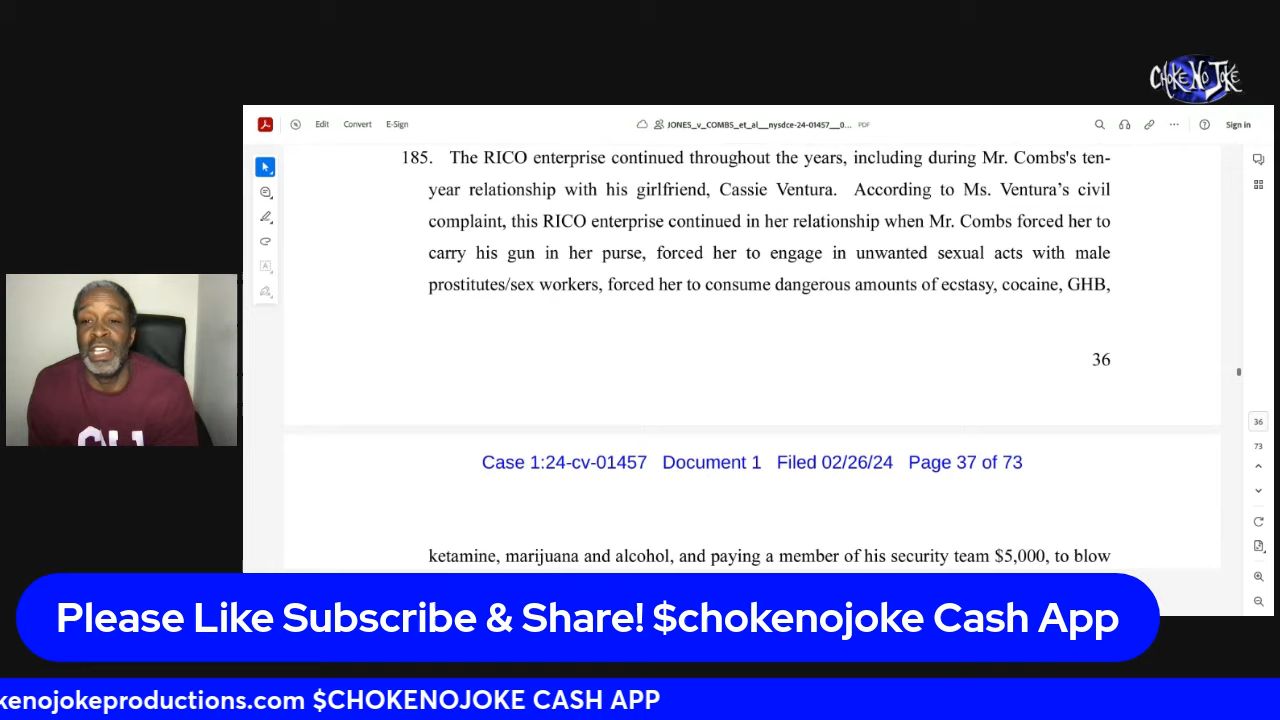 CHOKE NO JOKE
Edit Convert E-Sign
JONES_v_COMBS_et_al__nysdce-24-01457__0... PDF
Sign in
185. The RICO enterprise continued throughout the years, including during Mr. Combs's ten-
year relationship with his girlfriend, Cassie Ventura. According to Ms. Ventura’s civil
complaint, this RICO enterprise continued in her relationship when Mr. Combs forced her to
carry his gun in her purse, forced her to engage in unwanted sexual acts with male
prostitutes/sex workers, forced her to consume dangerous amounts of ecstasy, cocaine, GHB,
36
36
73
Case 1:24-cv-01457 Document 1 Filed 02/26/24 Page 37 of 73
ketamine, marijuana and alcohol, and paying a member of his security team $5,000, to blow
Please Like Subscribe & Share! $chokenojoke Cash App
kenojokeproductions.com $CHOKENOJOKE CASH APP